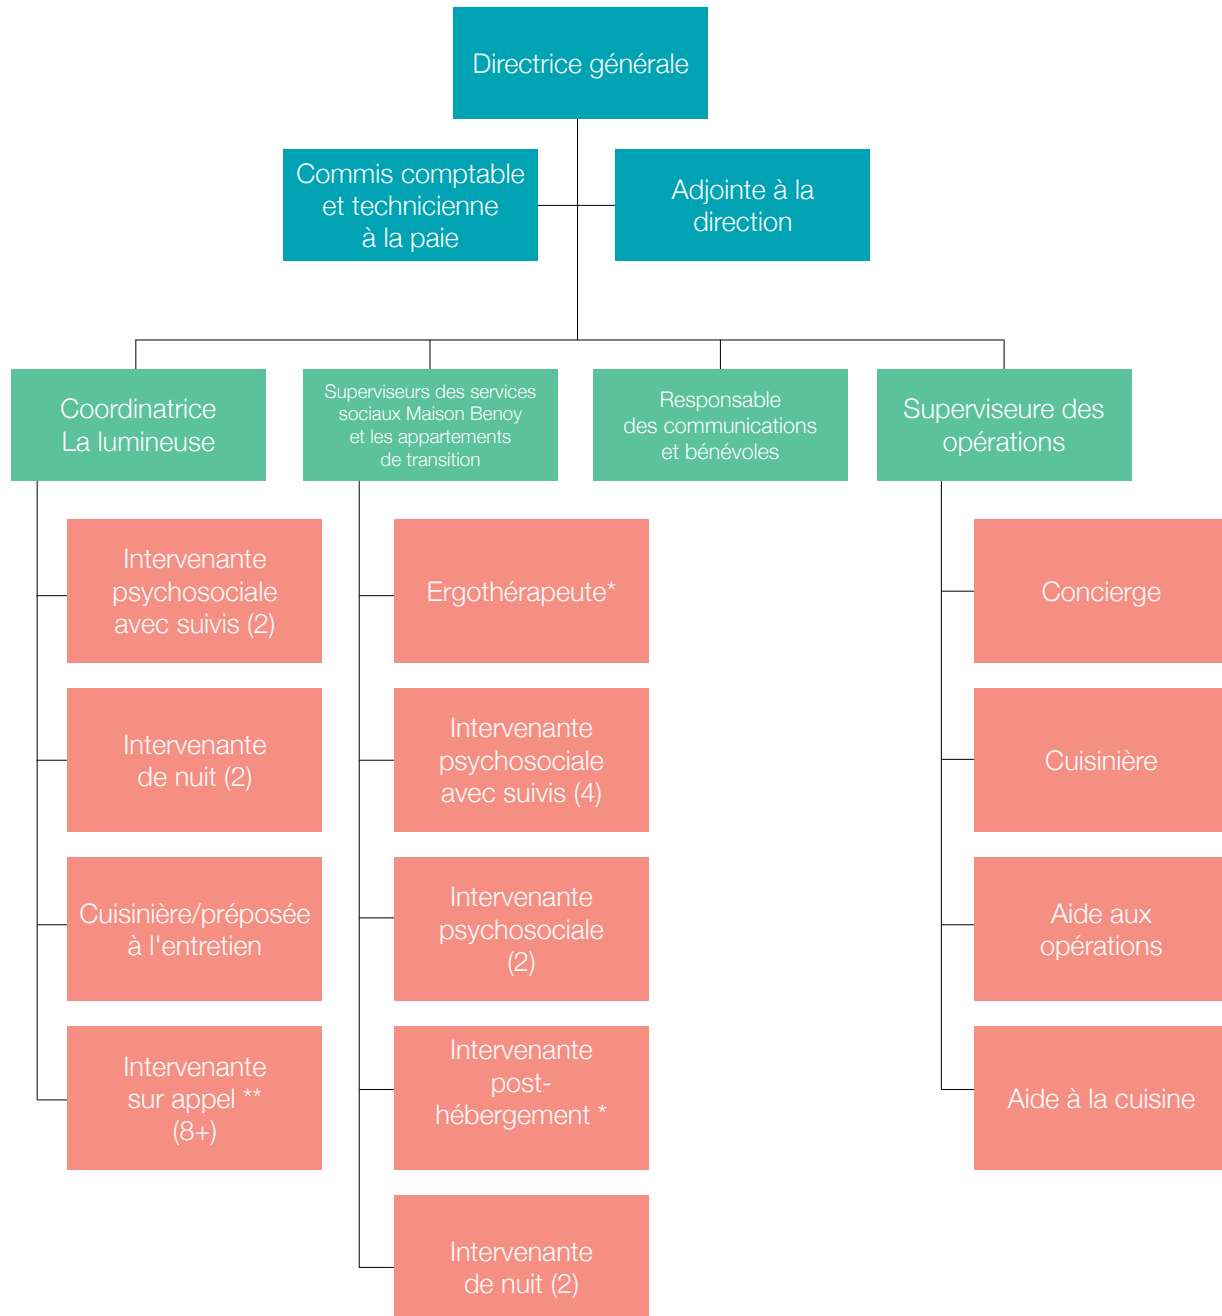 Directrice générale
Commis comptable
et technicienne
à la paie
Adjointe à la
direction
Coordinatrice
La lumineuse
Superviseurs des services
sociaux Maison Benoy
et les appartements
de transition
Responsable
des communications
et bénévoles
Superviseure des
opérations
Intervenante
psychosociale
avec suivis (2)
Intervenante
de nuit (2)
Cuisinière/préposée
à l'entretien
Intervenante
sur appel **
(8+)
Ergothérapeute*
Intervenante
psychosociale
avec suivis (4)
Intervenante
psychosociale
(2)
Intervenante
post-
hébergement *
Intervenante
de nuit (2)
Concierge
Cuisinière
Aide aux
opérations
Aide à la cuisine